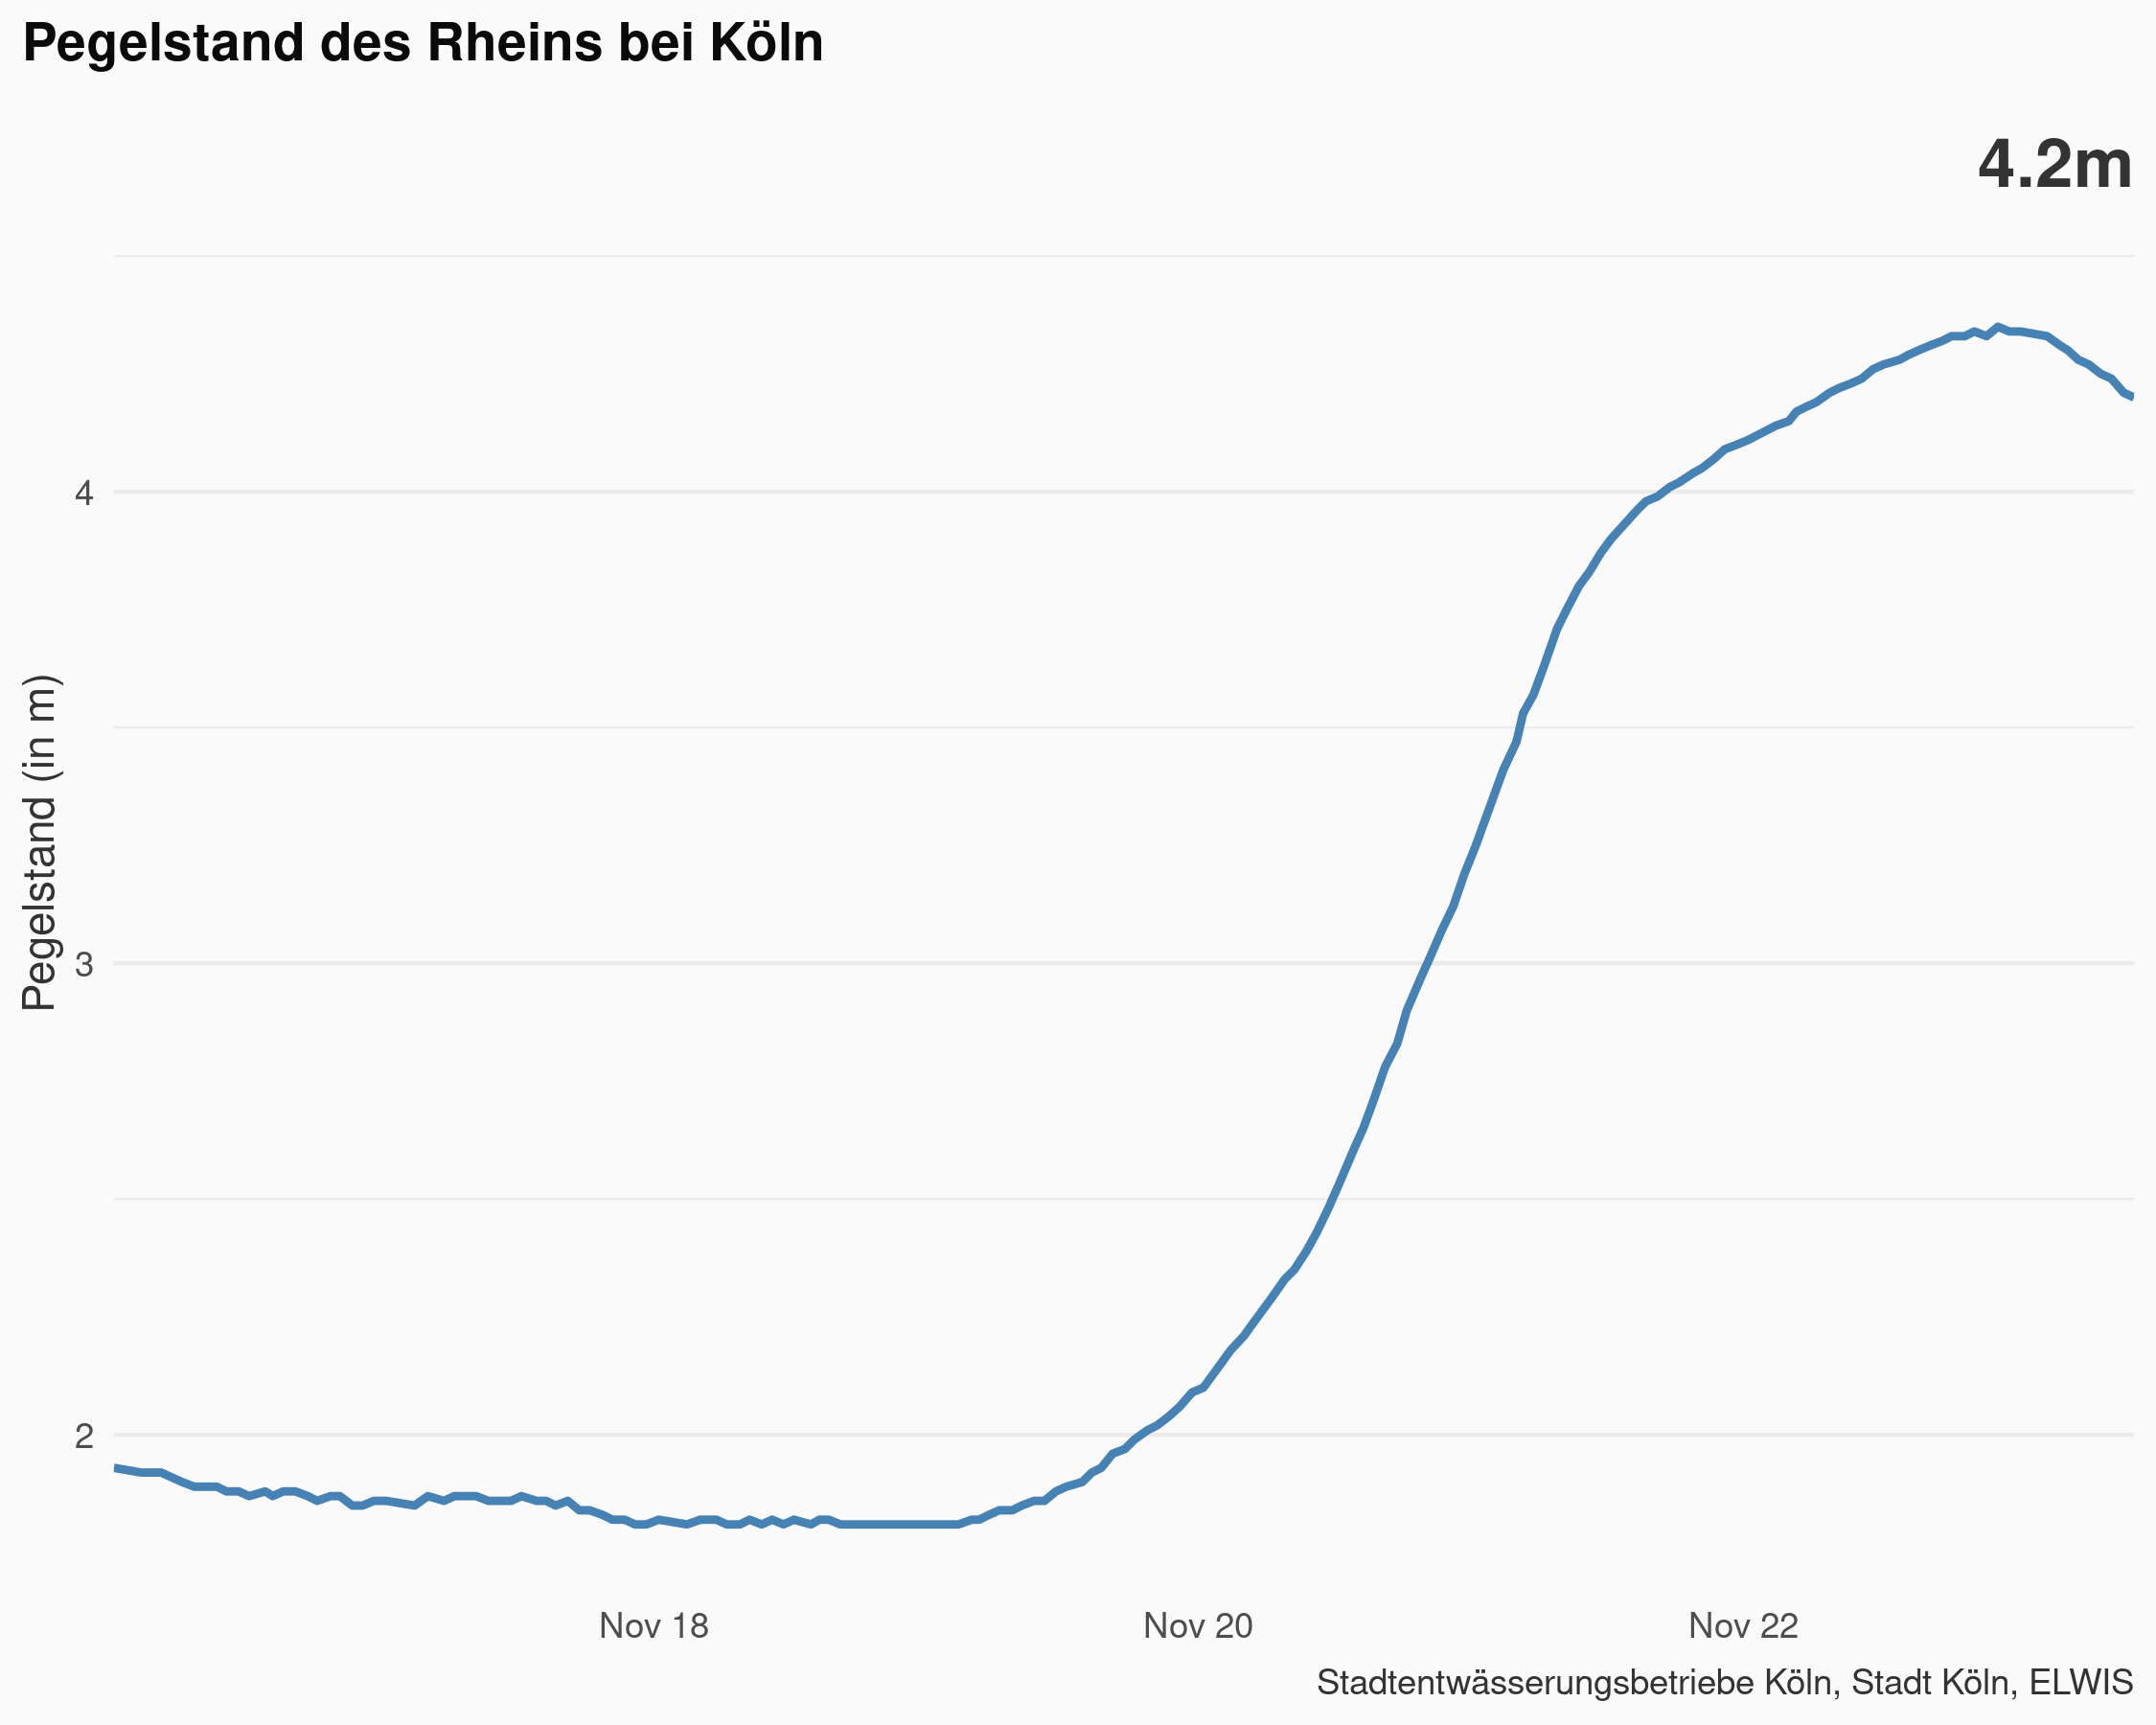 Pegelstand des Rheins bei Köln
4.2m
Pegelstand (in m)
4
3
2
Nov 18
Nov 20
Nov 22
Stadtentwässerungsbetriebe Köln, Stadt Köln, ELWIS